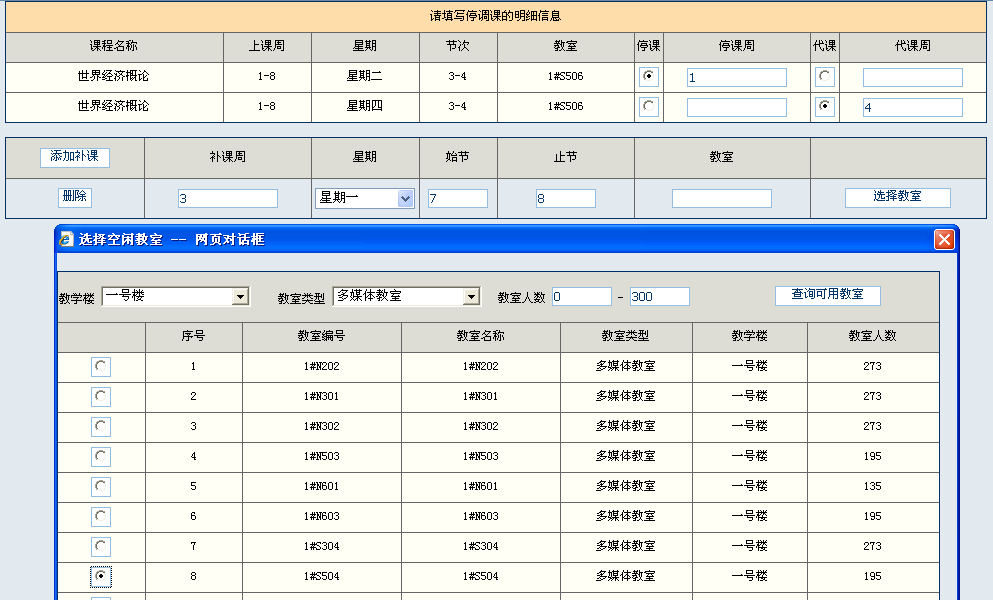 请填写停调课的明细信息
课程名称 上课周 星期 节次 教室 停课 停课周 代课 代课周
世界经济概论 1-8 星期二 3-4 1#S506 1
世界经济概论 1-8 星期四 3-4 1#S506 4
添加补课 补课周 星期 始节 止节 教室
删除 3 星期一 7 8 选择教室
选择空闲教室 -- 网页对话框
教学楼 一号楼 教室类型 多媒体教室 教室人数 0 - 300 查询可用教室
序号 教室编号 教室名称 教室类型 教学楼 教室人数
1 1#N202 1#N202 多媒体教室 一号楼 273
2 1#N301 1#N301 多媒体教室 一号楼 273
3 1#N302 1#N302 多媒体教室 一号楼 273
4 1#N503 1#N503 多媒体教室 一号楼 195
5 1#N601 1#N601 多媒体教室 一号楼 135
6 1#N603 1#N603 多媒体教室 一号楼 195
7 1#S304 1#S304 多媒体教室 一号楼 273
8 1#S504 1#S504 多媒体教室 一号楼 195